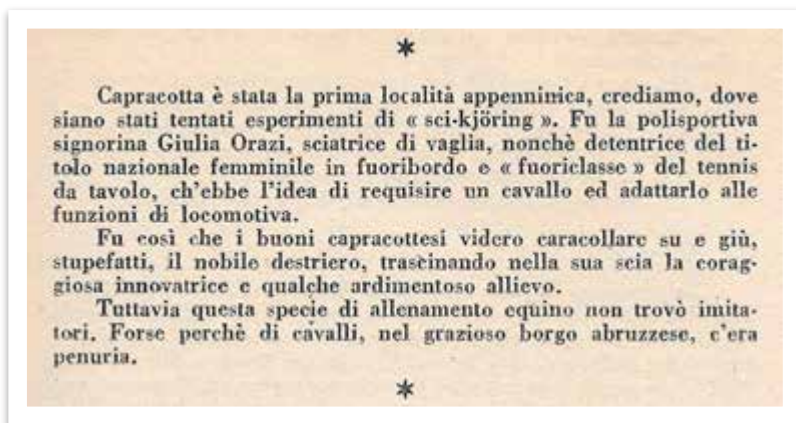 *
Capracotta è stata la prima località appenninica, crediamo, dove
siano stati tentati esperimenti di « sci-kjöring ». Fu la polisportiva
signorina Giulia Orazi, sciatrice di vaglia, nonchè detentrice del ti-
tolo nazionale femminile in fuoribordo e « fuoriclasse » del tennis
da tavolo, ch'ebbe l'idea di requisire un cavallo ed adattarlo alle
funzioni di locomotiva.
Fu così che i buoni capracottesi videro caracollare su e giù,
stupefatti, il nobile destriero, trascinando nella sua scia la corag-
giosa innovatrice e qualche ardimentoso allievo.
Tuttavia questa specie di allenamento equino non trovò imita-
tori. Forse perchè di cavalli, nel grazioso borgo abruzzese, c'era
penuria.
*